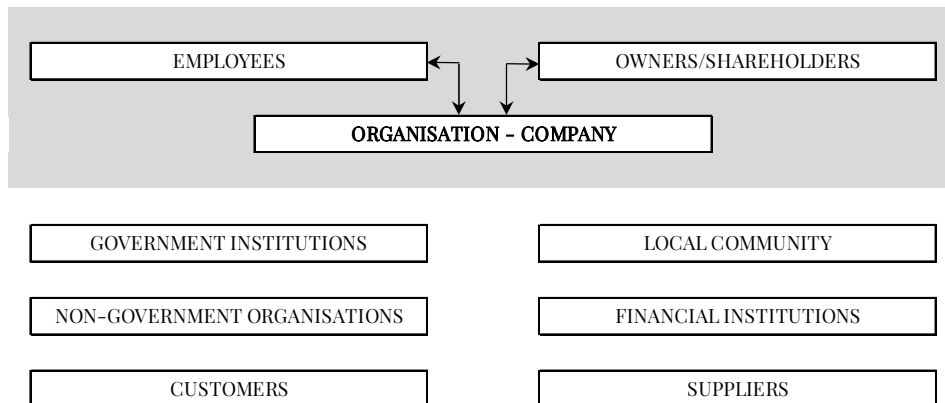 EMPLOYEES
OWNERS/SHAREHOLDERS
ORGANISATION – COMPANY
GOVERNMENT INSTITUTIONS
LOCAL COMMUNITY
NON-GOVERNMENT ORGANISATIONS
FINANCIAL INSTITUTIONS
CUSTOMERS
SUPPLIERS